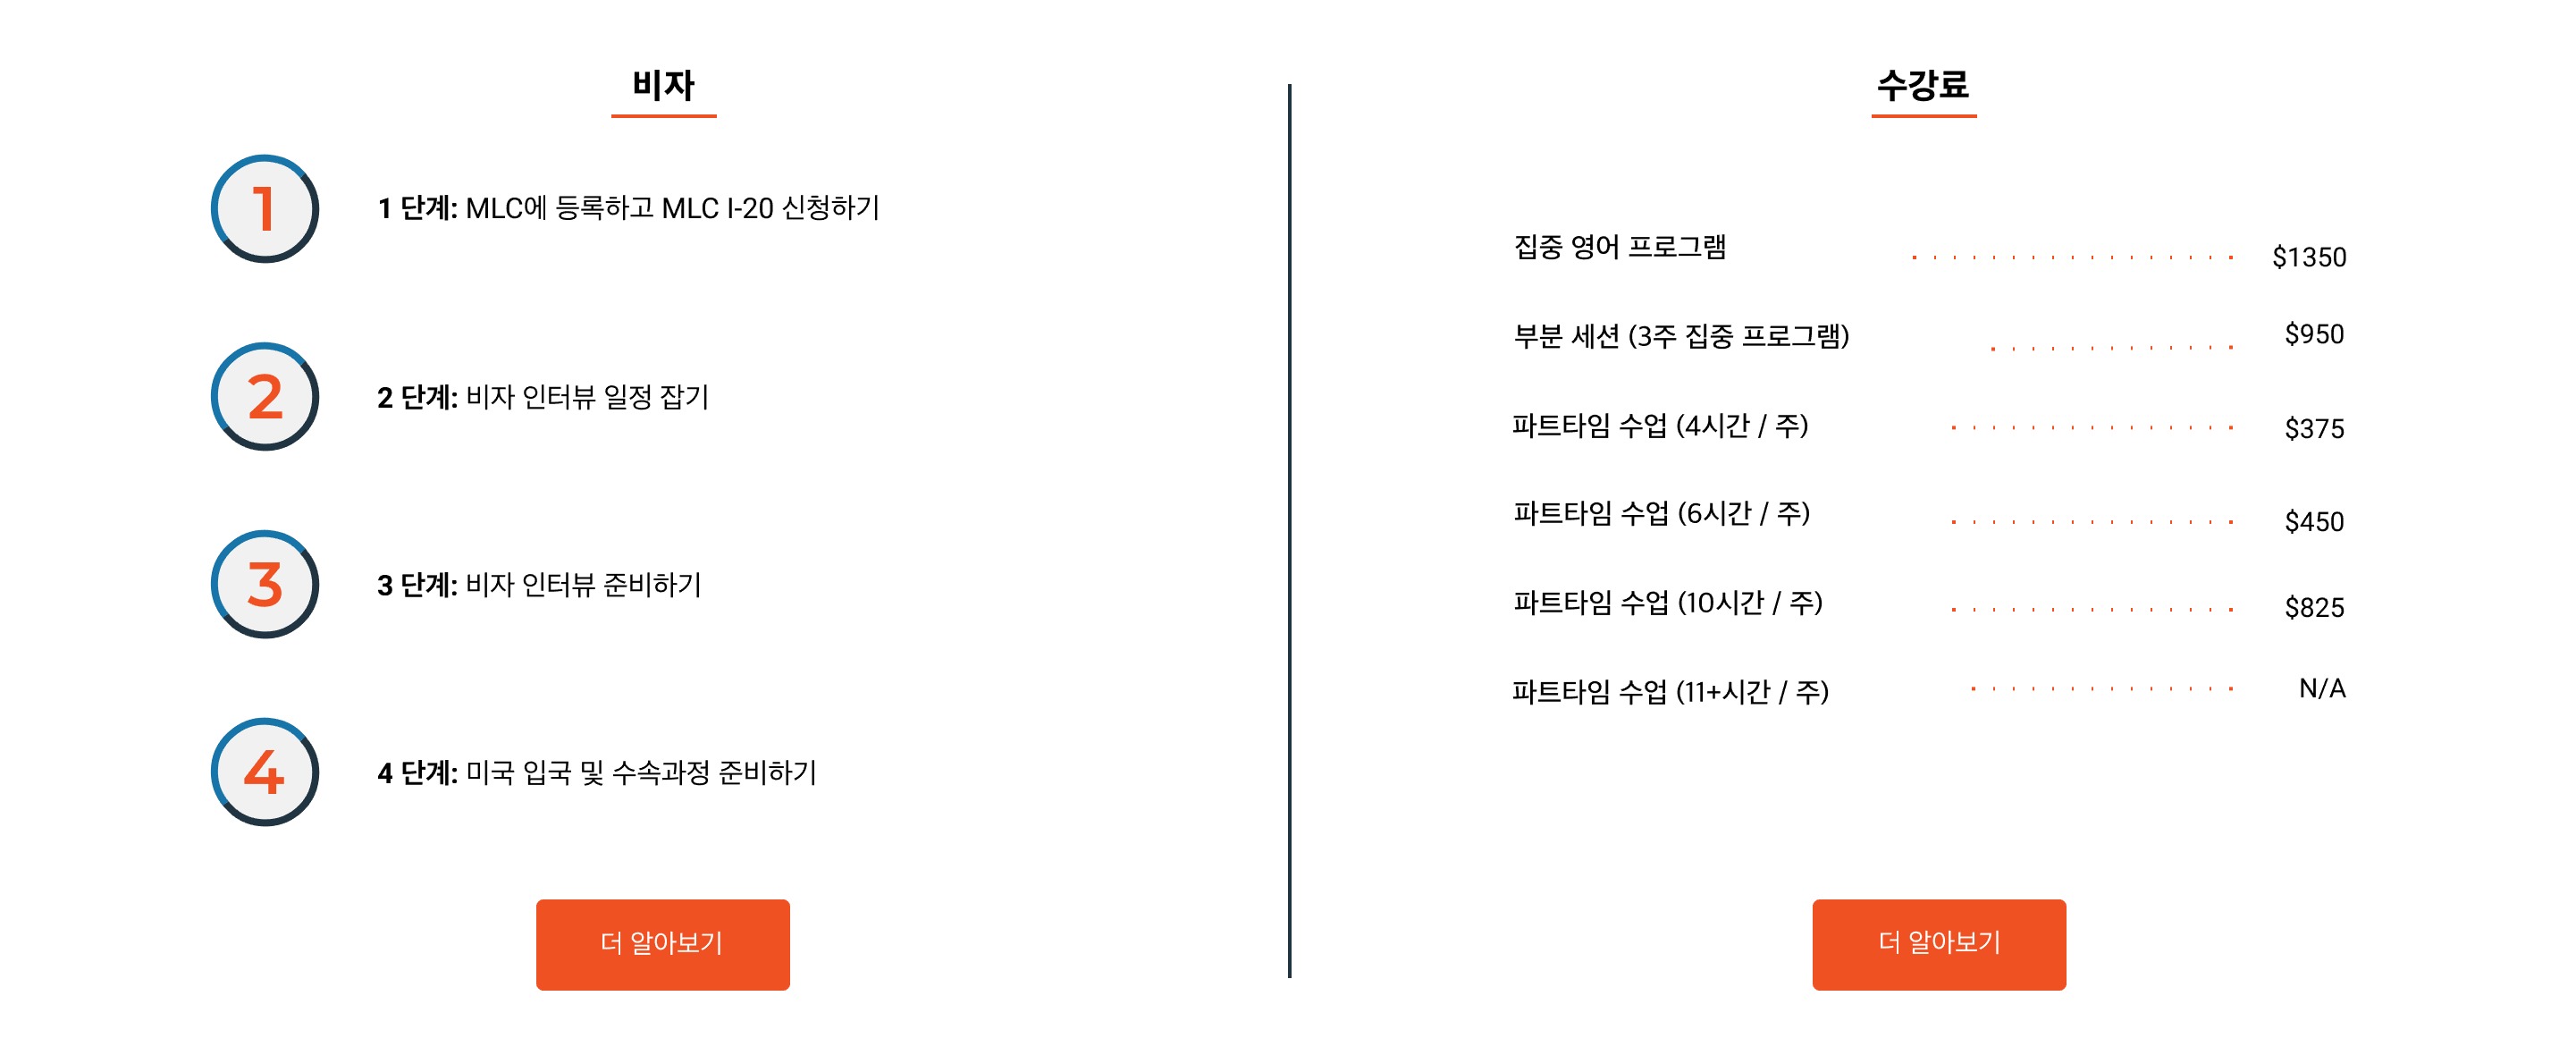 비자
1
1 단계: MLC에 등록하고 MLC I-20 신청하기
2
2 단계: 비자 인터뷰 일정 잡기
3
3 단계: 비자 인터뷰 준비하기
4
4 단계: 미국 입국 및 수속과정 준비하기
더 알아보기
수강료
집중 영어 프로그램 $1350
부분 세션 (3주 집중 프로그램) $950
파트타임 수업 (4시간 / 주) $375
파트타임 수업 (6시간 / 주) $450
파트타임 수업 (10시간 / 주) $825
파트타임 수업 (11+시간 / 주) N/A
더 알아보기